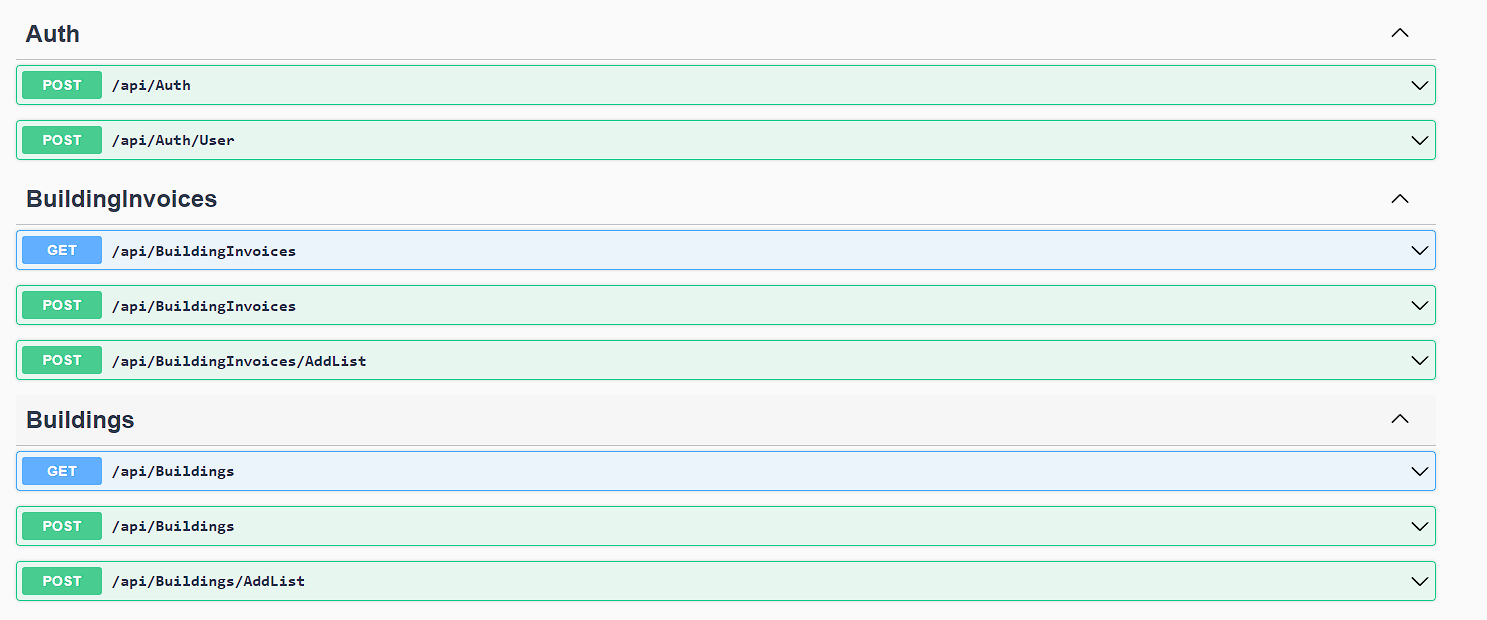 Auth
POST /api/Auth
POST /api/Auth/User
BuildingInvoices
GET /api/BuildingInvoices
POST /api/BuildingInvoices
POST /api/BuildingInvoices/AddList
Buildings
GET /api/Buildings
POST /api/Buildings
POST /api/Buildings/AddList